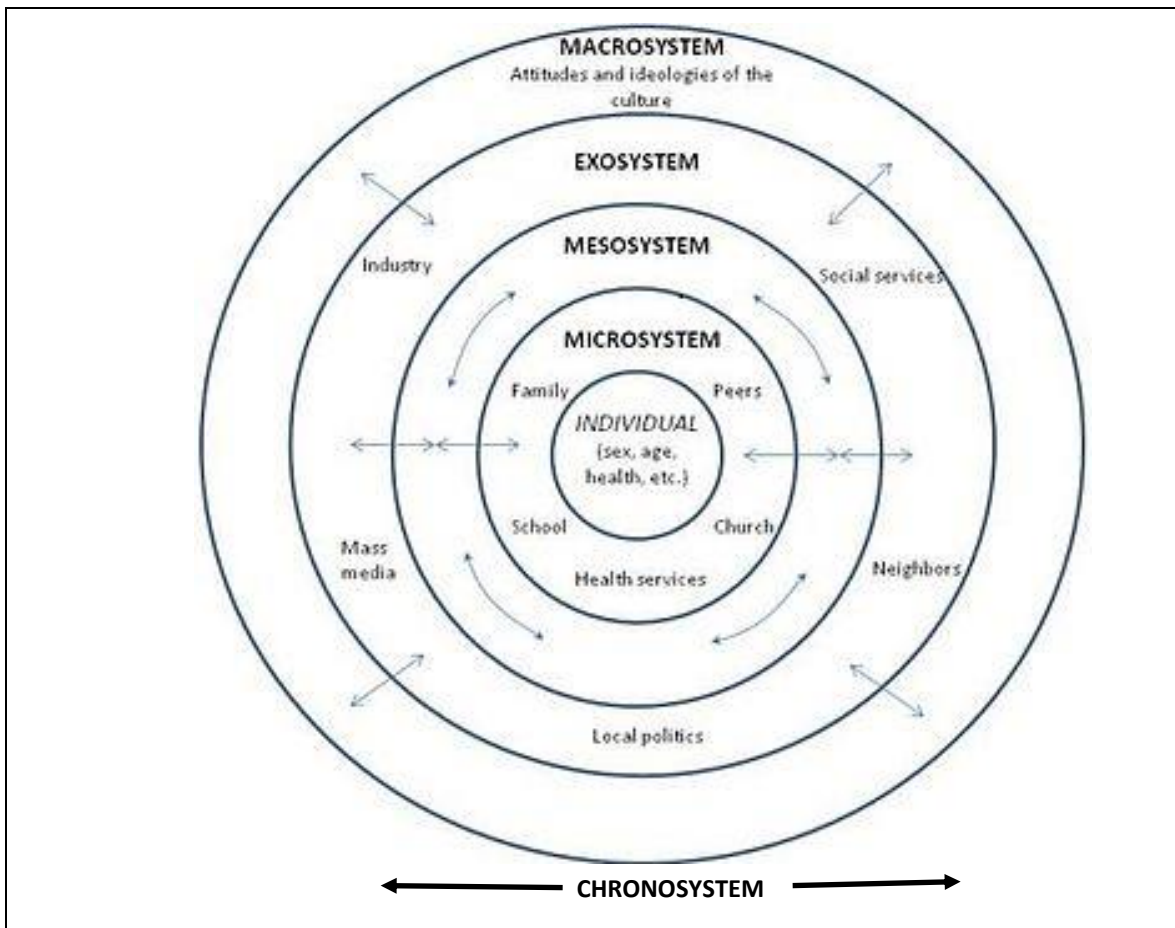 MACROSYSTEM
Attitudes and ideologies of the
culture
EXOSYSTEM
MESOSYSTEM
Industry
Social services
MICROSYSTEM
Family
Peers
INDIVIDUAL
(sex, age,
health, etc.)
School
Church
Mass
media
Health services
Neighbors
Local politics
CHRONOSYSTEM